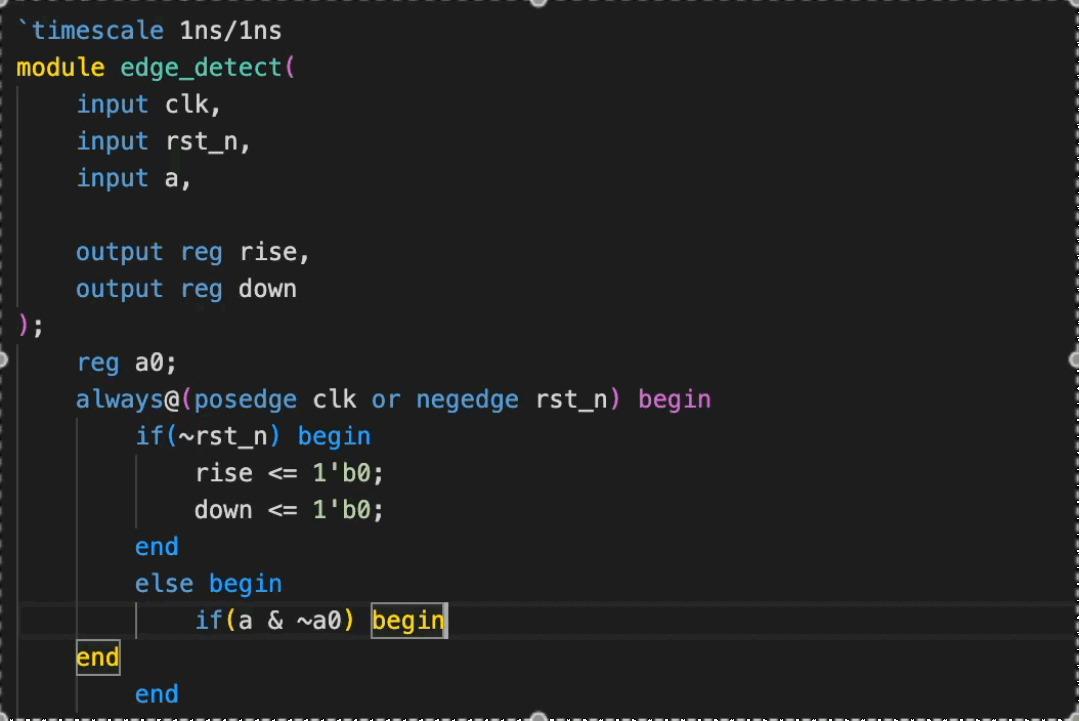 `timescale 1ns/1ns
module edge_detect(
    input clk,
    input rst_n,
    input a,

    output reg rise,
    output reg down
);
    reg a0;
    always@(posedge clk or negedge rst_n) begin
        if(~rst_n) begin
            rise <= 1'b0;
            down <= 1'b0;
        end
        else begin
            if(a & ~a0) begin
    end
        end